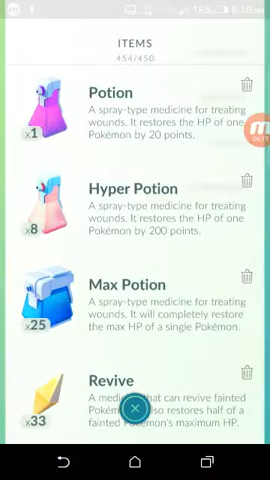 ITEMS
454/450
Potion
A spray-type medicine for treating
wounds. It restores the HP of one
Pokémon by 20 points.
x1
Hyper Potion
A spray-type medicine for treating
wounds. It restores the HP of one
Pokémon by 200 points.
x8
Max Potion
A spray-type medicine for treating
wounds. It will completely restore
the max HP of a single Pokémon.
x25
Revive
A medicine that can revive fainted
also restores half of a
fainted Pokémon's maximum HP.
x33